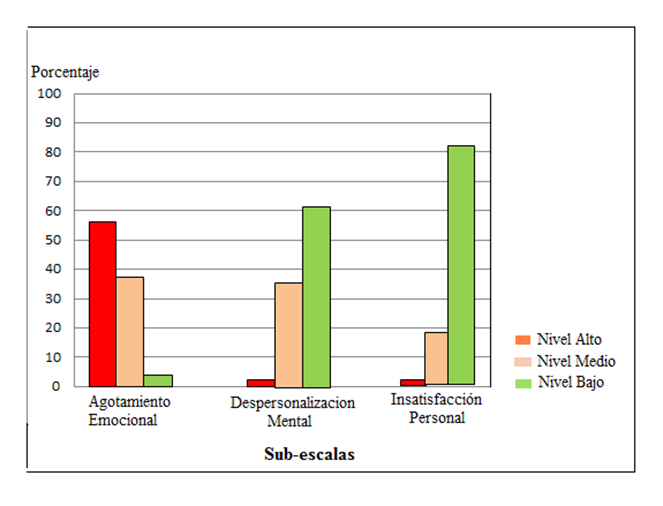 Porcentaje
100
90
80
70
60
50
40
30
20
10
0
Agotamiento
Emocional
Despersonalizacion
Mental
Insatisfacción
Personal
Nivel Alto
Nivel Medio
Nivel Bajo
Sub-escalas